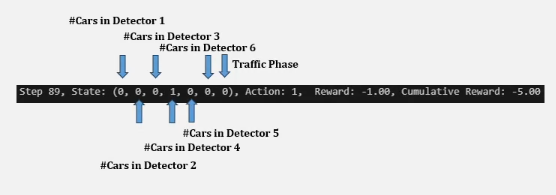 #Cars in Detector 1
#Cars in Detector 3
#Cars in Detector 6
Traffic Phase
Step 89, State: (0, 0, 0, 1, 0, 0, 0), Action: 1,  Reward: -1.00, Cumulative Reward: -5.00
#Cars in Detector 5
#Cars in Detector 4
#Cars in Detector 2